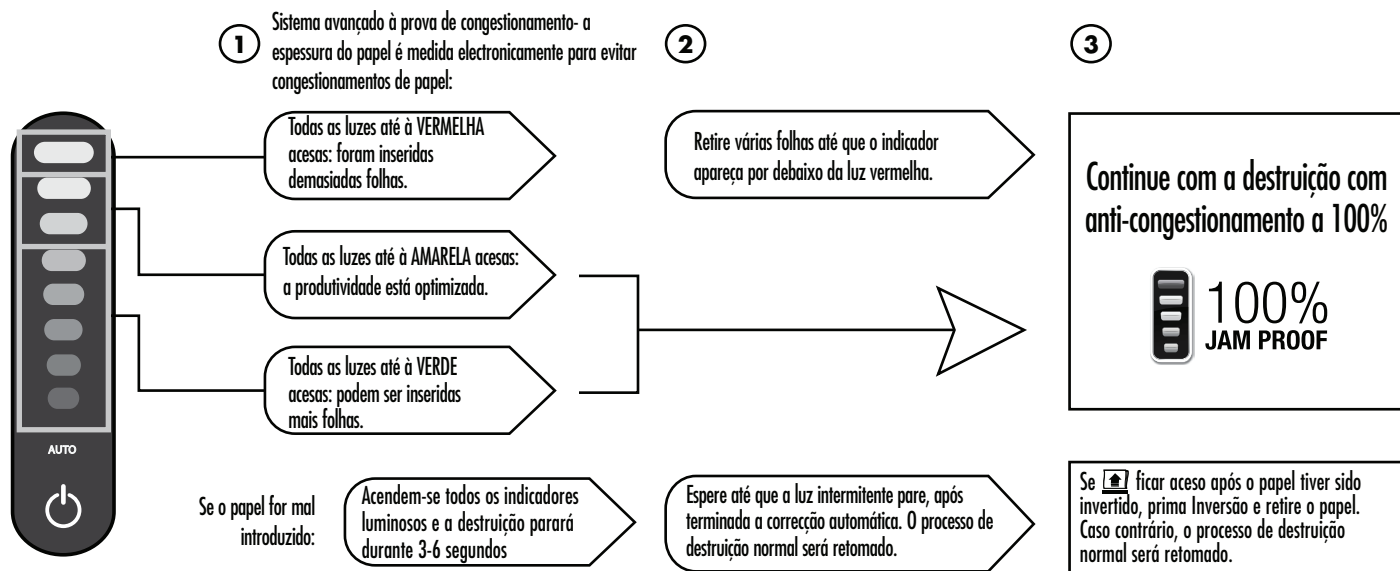 1
Sistema avançado à prova de congestionamento- a
espessura do papel é medida electronicamente para evitar
congestionamentos de papel:
Todas as luzes até à VERMELHA
acesas: foram inseridas
demasiadas folhas.
Todas as luzes até à AMARELA acesas:
a produtividade está optimizada.
Todas as luzes até à VERDE
acesas: podem ser inseridas
mais folhas.
2
Retire várias folhas até que o indicador
apareça por debaixo da luz vermelha.
3
Continue com a destruição com
anti-congestionamento a 100%
100%
JAM PROOF
AUTO
Se o papel for mal
introduzido:
Acendem-se todos os indicadores
luminosos e a destruição parará
durante 3-6 segundos
Espere até que a luz intermitente pare, após
terminada a correcção automática. O processo de
destruição normal será retomado.
Se ficar aceso após o papel tiver sido
invertido, prima Inversão e retire o papel.
Caso contrário, o processo de destruição
normal será retomado.